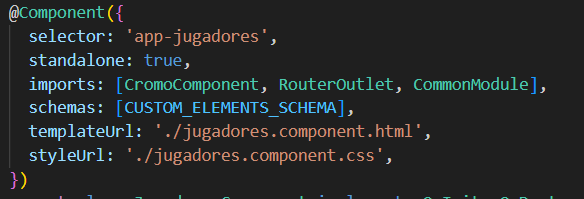 @Component({
selector: 'app-jugadores',
standalone: true,
imports: [CromoComponent, RouterOutlet, CommonModule],
schemas: [CUSTOM_ELEMENTS_SCHEMA],
templateUrl: './jugadores.component.html',
styleUrl: './jugadores.component.css',
})